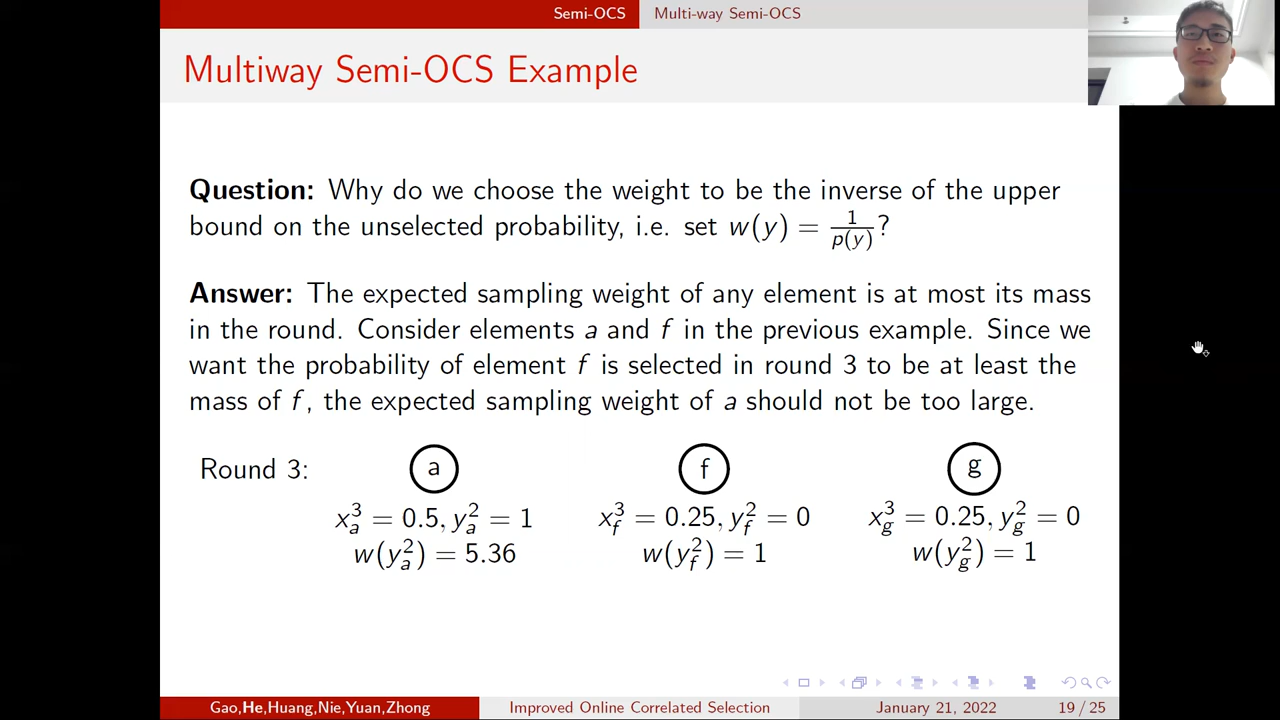 Semi-OCS Multi-way Semi-OCS
Multiway Semi-OCS Example
Question: Why do we choose the weight to be the inverse of the upper
bound on the unselected probability, i.e. set w(y) = 1/p(y)?
Answer: The expected sampling weight of any element is at most its mass
in the round. Consider elements a and f in the previous example. Since we
want the probability of element f is selected in round 3 to be at least the
mass of f, the expected sampling weight of a should not be too large.
Round 3: a f g
x_a^3 = 0.5, y_a^2 = 1 x_f^3 = 0.25, y_f^2 = 0 x_g^3 = 0.25, y_g^2 = 0
w(y_a^2) = 5.36 w(y_f^2) = 1 w(y_g^2) = 1
Gao,He,Huang,Nie,Yuan,Zhong Improved Online Correlated Selection January 21, 2022 19 / 25